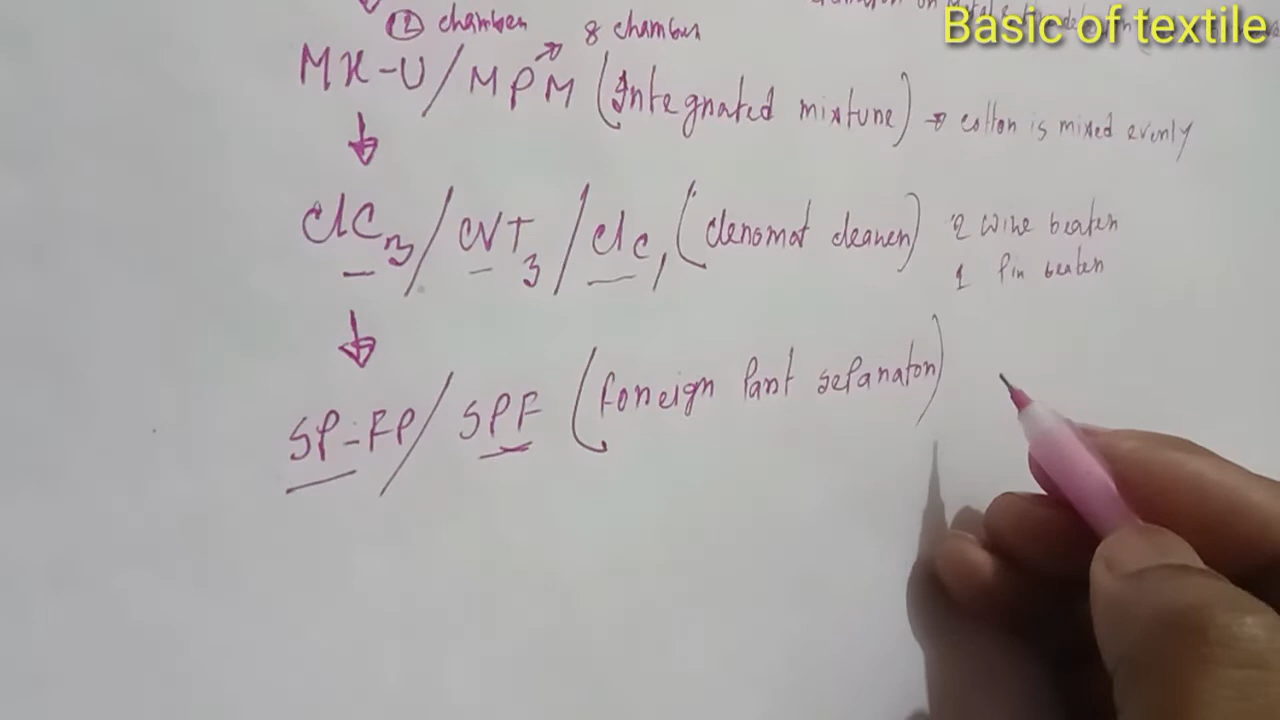 Basic of textile
② chamber 8 chamber
MX-U/MPM (Integrated mixture) → cotton is mixed evenly
ClC3/CVT3/ClC1 (clenomat cleaner) 2 wire beater
1 Pin beater
SP-FP/SPF (Foreign Part separator)